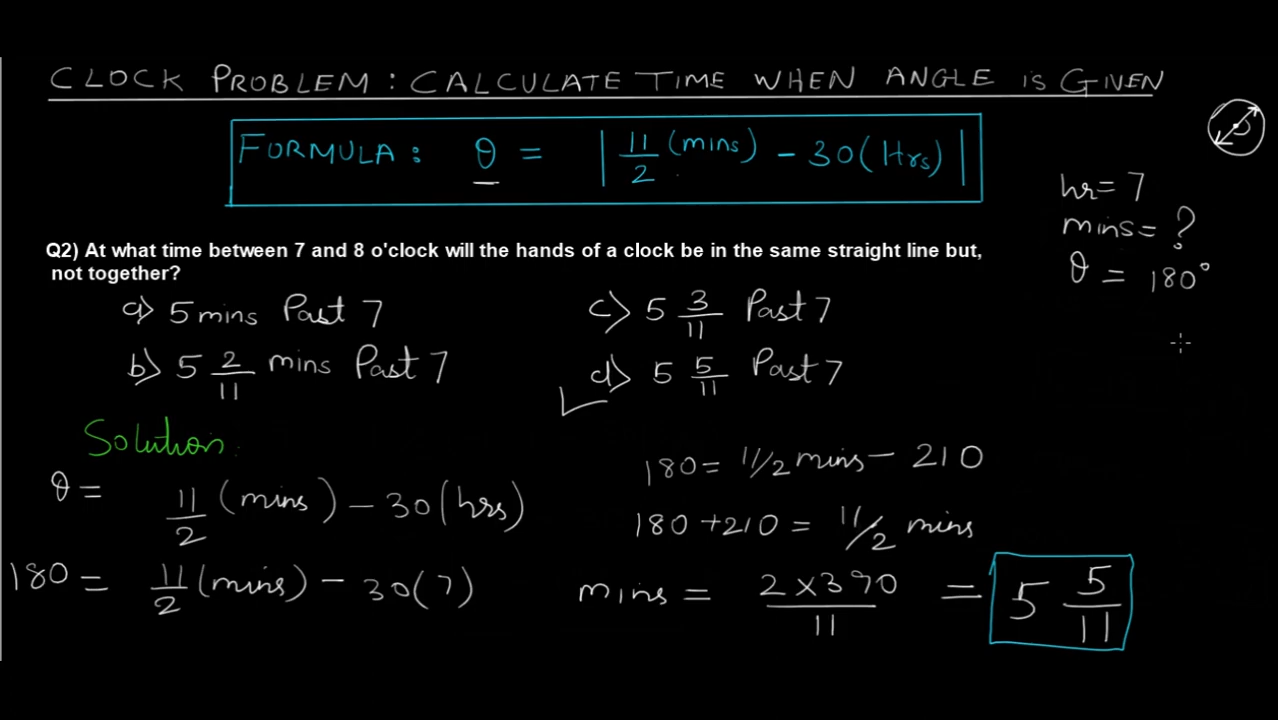 CLOCK PROBLEM : CALCULATE TIME WHEN ANGLE is GIVEN
FORMULA : θ = | 11/2 (mins) - 30 (Hrs) |
hr = 7
mins = ?
θ = 180°
Q2) At what time between 7 and 8 o'clock will the hands of a clock be in the same straight line but,
not together?
a) 5 mins Past 7
c) 5 3/11 Past 7
b) 5 2/11 mins Past 7
d) 5 5/11 Past 7
Solution:
θ = 11/2 (mins) - 30 (hrs)
180 = 11/2 (mins) - 30 (7)
180 = 11/2 mins - 210
180 + 210 = 11/2 mins
mins = 2 × 390 / 11 = 5 5/11